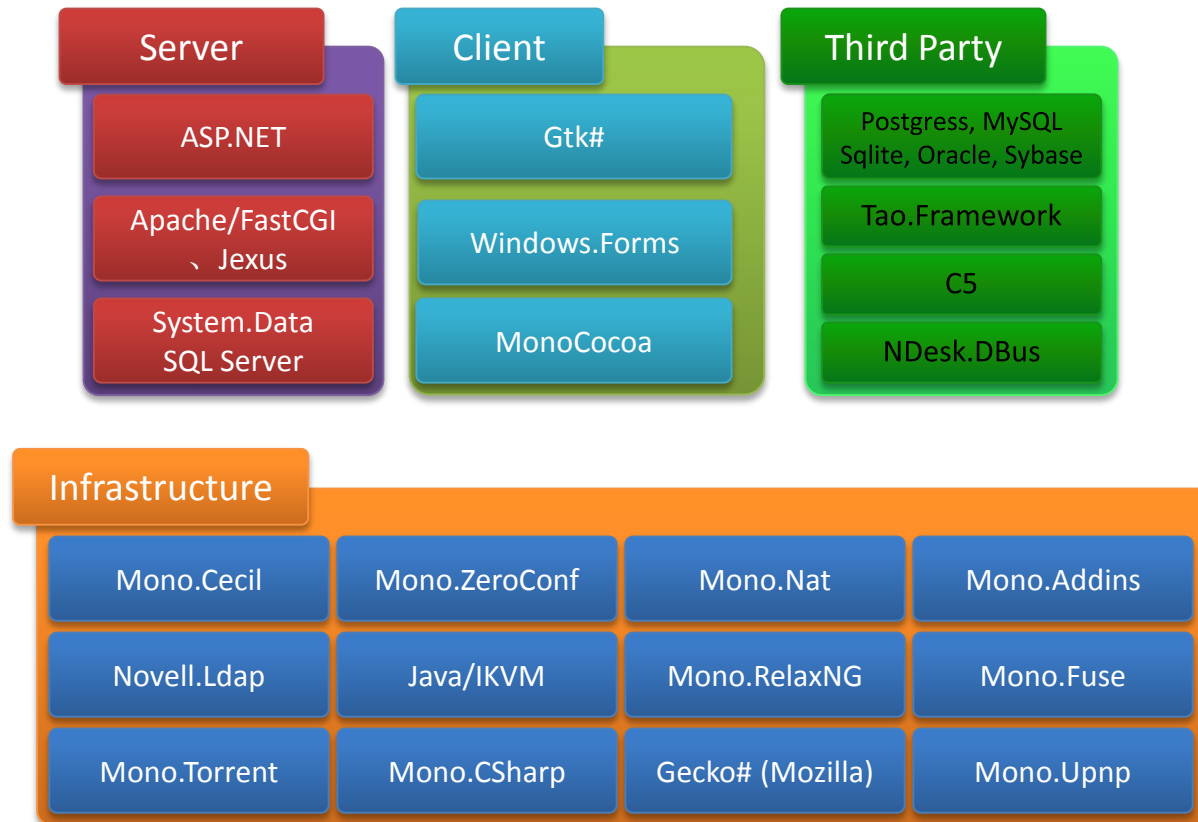 Server
ASP.NET
Apache/FastCGI
、Jexus
System.Data
SQL Server
Client
Gtk#
Windows.Forms
MonoCocoa
Third Party
Postgress, MySQL
Sqlite, Oracle, Sybase
Tao.Framework
C5
NDesk.DBus
Infrastructure
Mono.Cecil
Mono.ZeroConf
Mono.Nat
Mono.Addins
Novell.Ldap
Java/IKVM
Mono.RelaxNG
Mono.Fuse
Mono.Torrent
Mono.CSharp
Gecko# (Mozilla)
Mono.Upnp